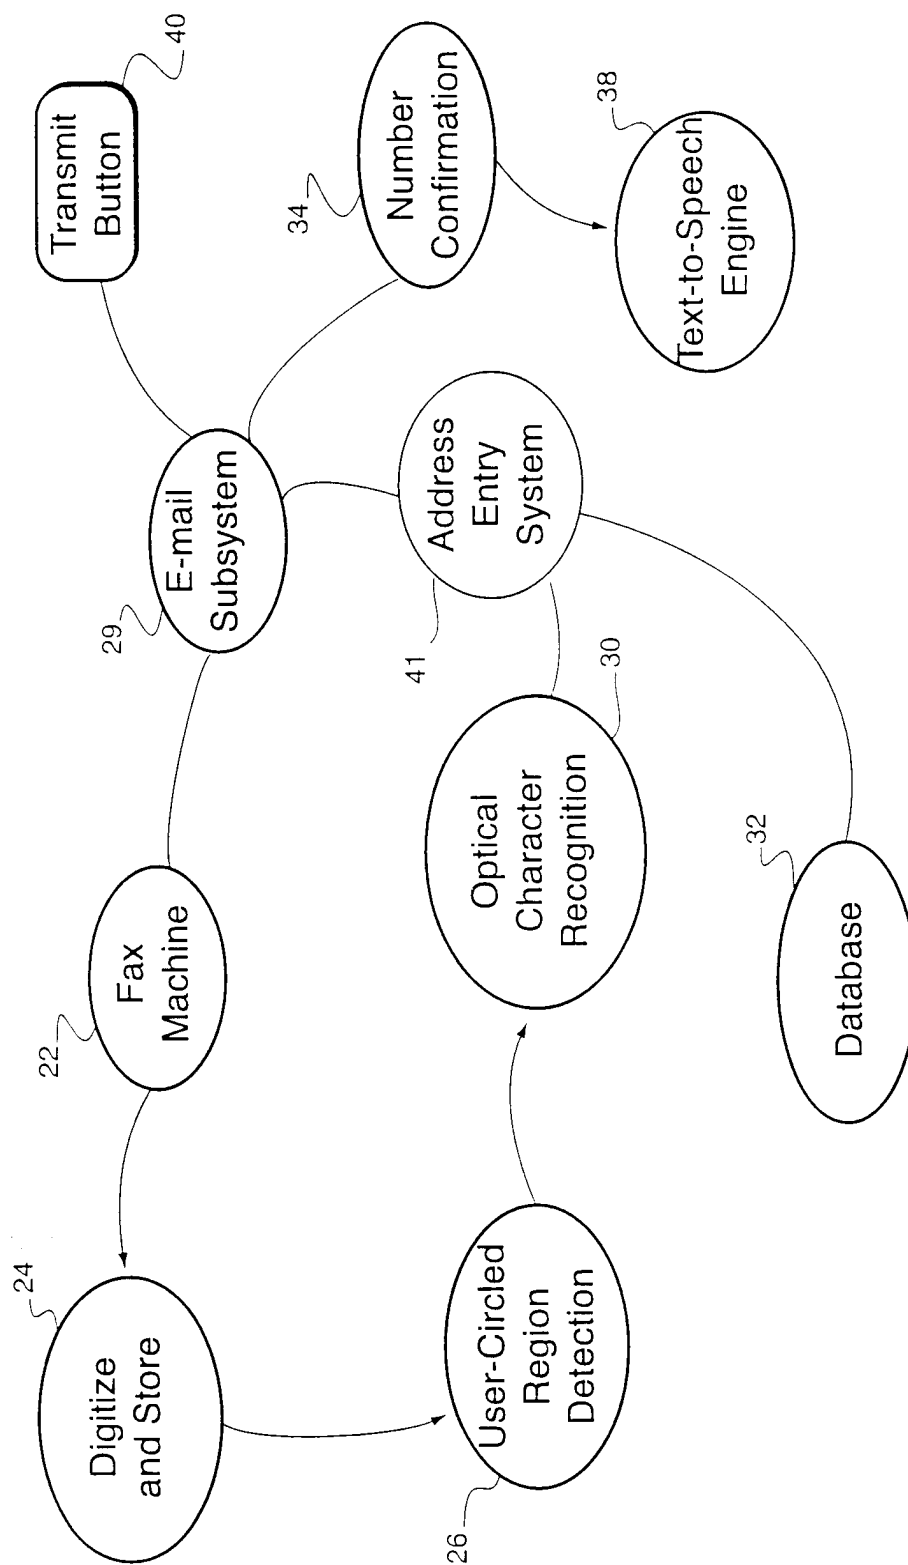 24
Digitize
and Store
22
Fax
Machine
29
E-mail
Subsystem
Transmit
Button
40
26
User-Circled
Region
Detection
Optical
Character
Recognition
30
41
Address
Entry
System
34
Number
Confirmation
32
Database
38
Text-to-Speech
Engine